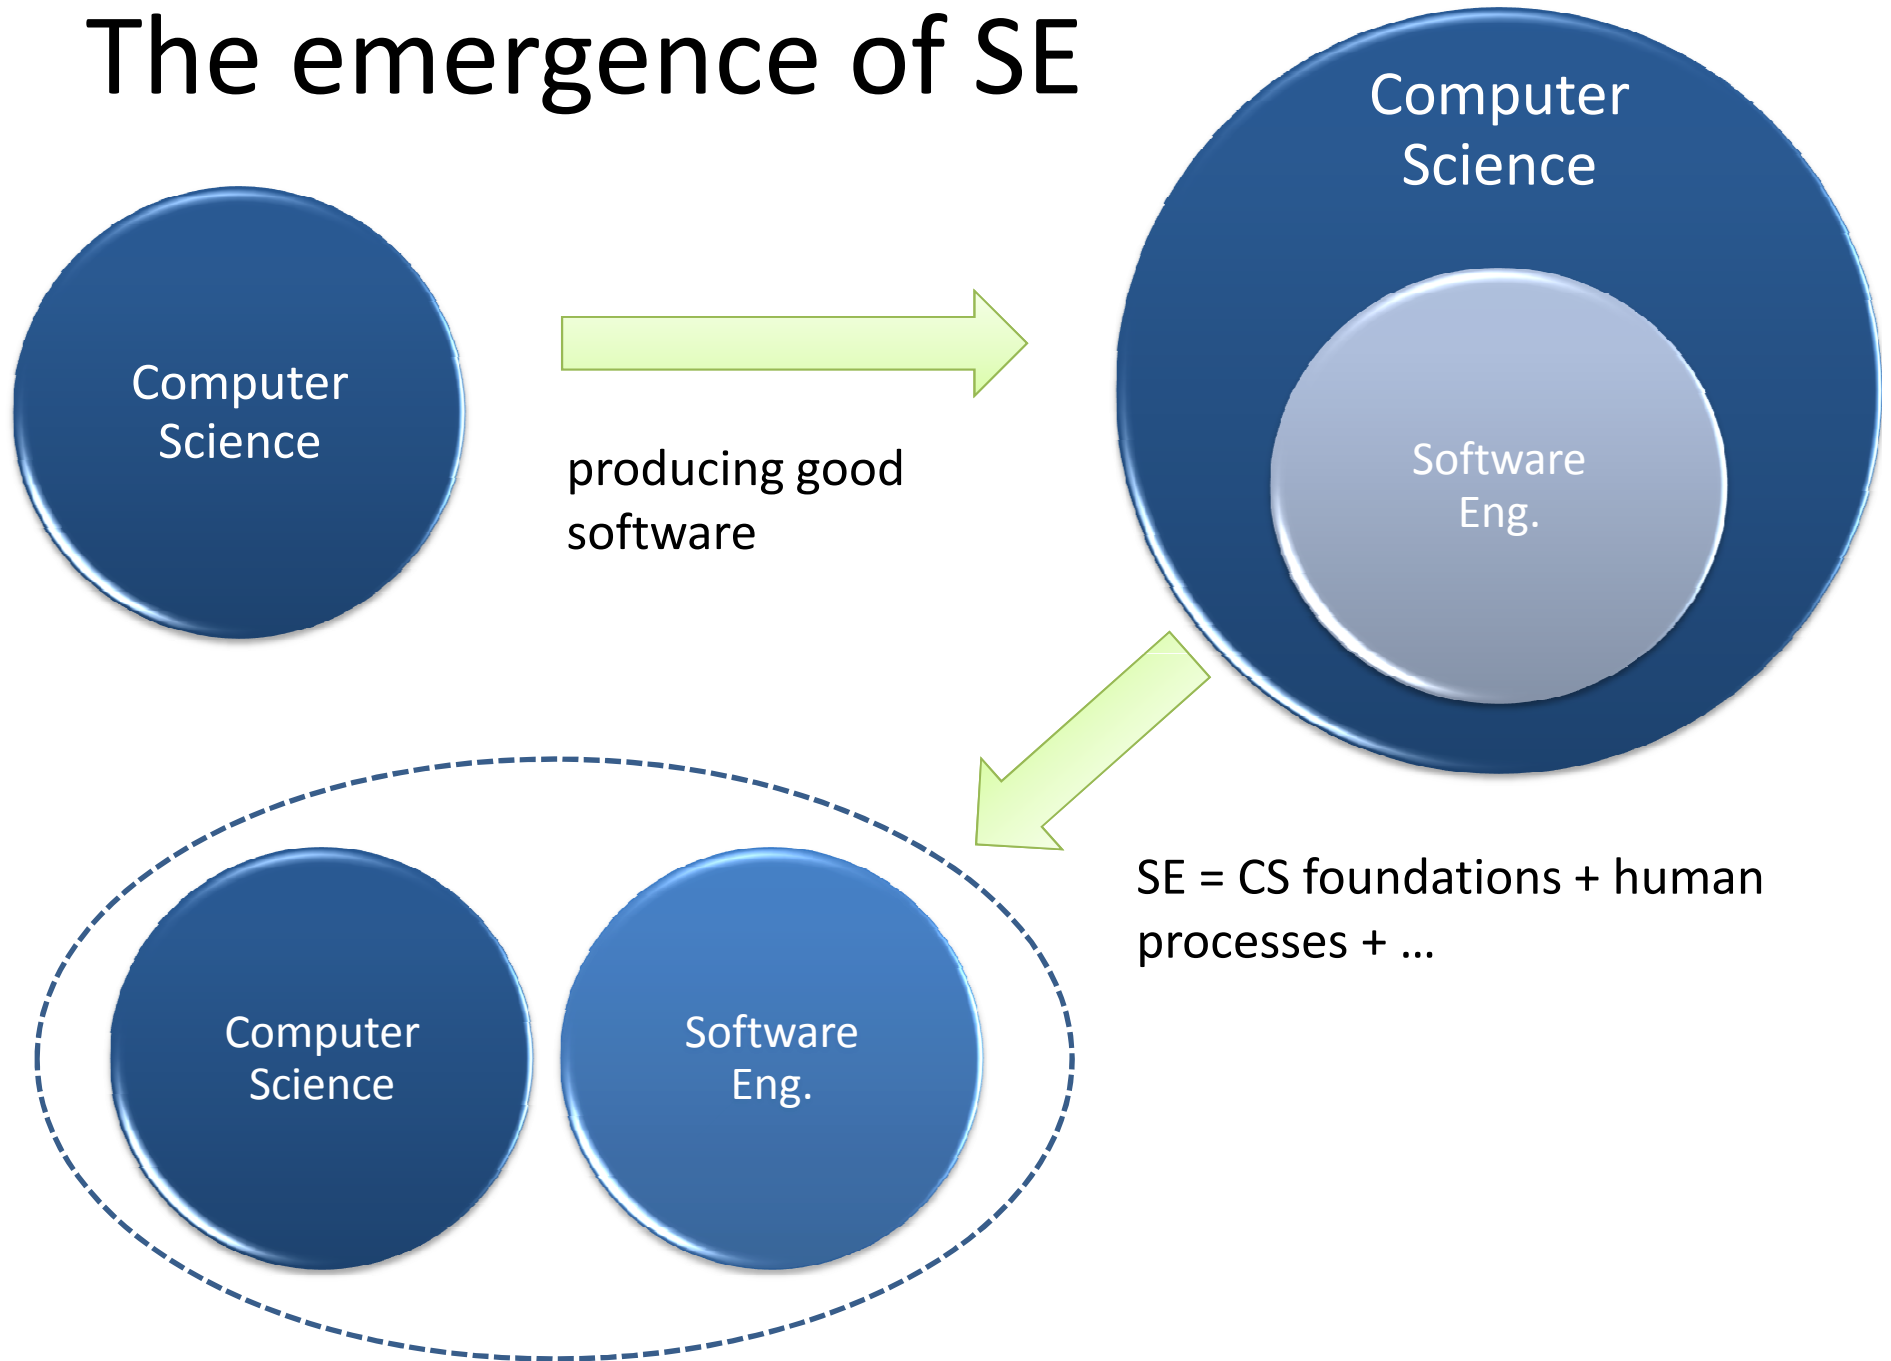 The emergence of SE
Computer
Science
producing good
software
Computer
Science
Software
Eng.
SE = CS foundations + human
processes + ...
Computer
Science
Software
Eng.